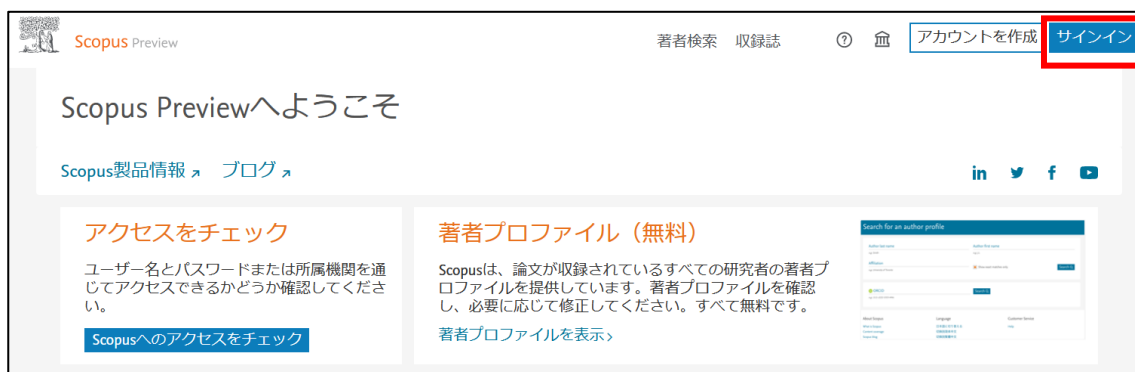 Scopus Preview
著者検索 収録誌
アカウントを作成 サインイン
Scopus Previewへようこそ
Scopus製品情報 ブログ
アクセスをチェック
ユーザー名とパスワードまたは所属機関を通
じてアクセスできるかどうか確認してくださ
い。
Scopusへのアクセスをチェック
著者プロファイル（無料）
Scopusは、論文が収録されているすべての研究者の著者プ
ロファイルを提供しています。著者プロファイルを確認
し、必要に応じて修正してください。すべて無料です。
著者プロファイルを表示
Search for an author profile
Author last name
Author first name
Affiliation